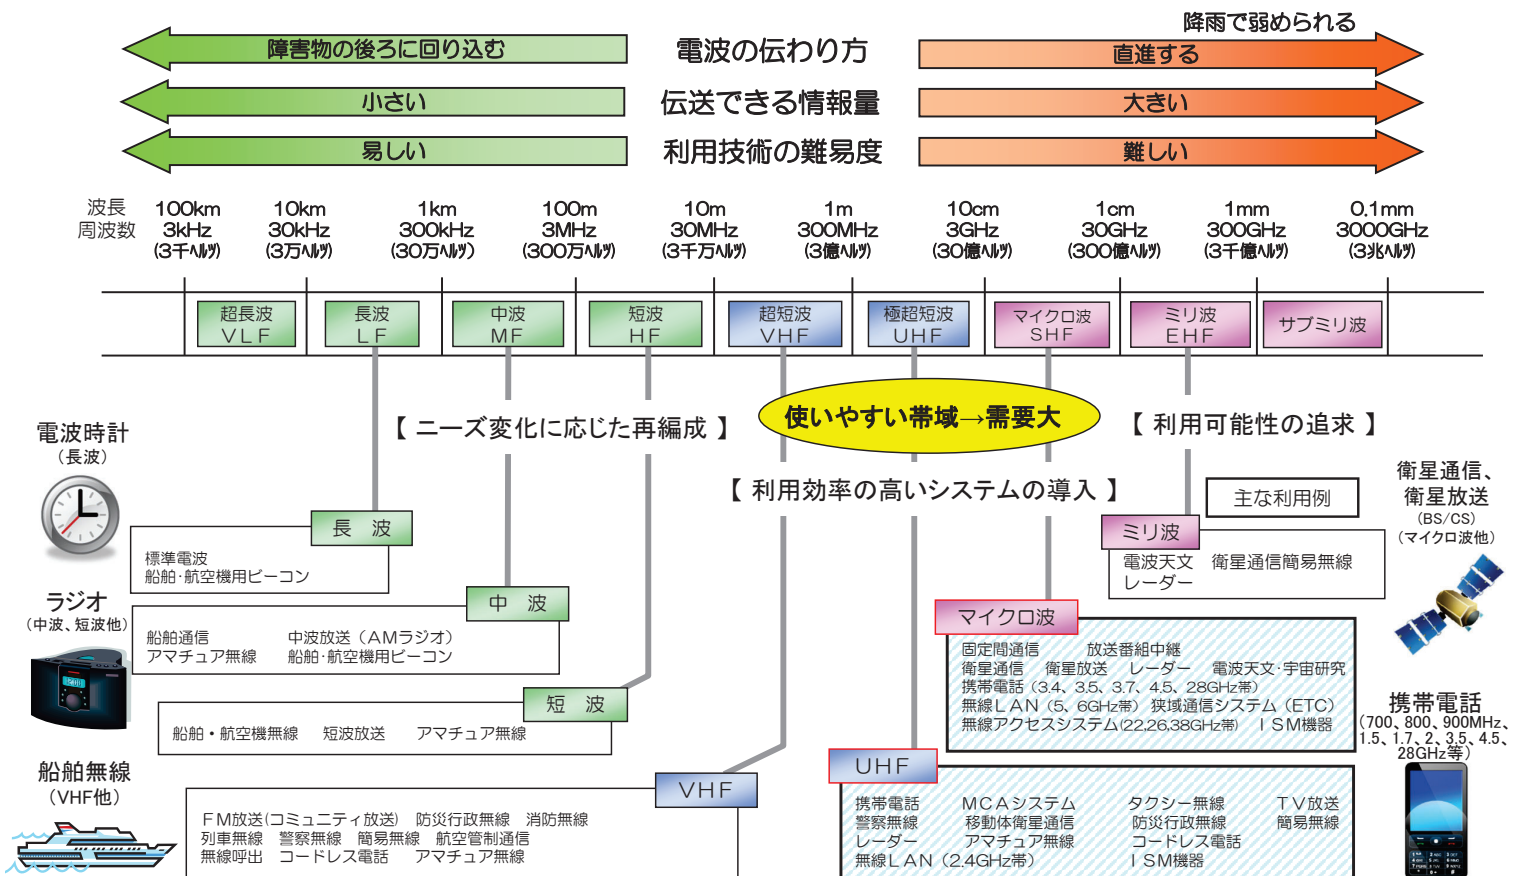 降雨で弱められる
障害物の後ろに回り込む 電波の伝わり方 直進する
小さい 伝送できる情報量 大きい
易しい 利用技術の難易度 難しい
波長 100km 10km 1km 100m 10m 1m 10cm 1cm 1mm 0.1mm
周波数 3kHz 30kHz 300kHz 3MHz 30MHz 300MHz 3GHz 30GHz 300GHz 3000GHz
(3千ヘルツ) (3万ヘルツ) (30万ヘルツ) (300万ヘルツ) (3千万ヘルツ) (3億ヘルツ) (30億ヘルツ) (300億ヘルツ) (3千億ヘルツ) (3兆ヘルツ)
超長波 長波 中波 短波 超短波 極超短波 マイクロ波 ミリ波 サブミリ波
VLF LF MF HF VHF UHF SHF EHF
使いやすい帯域→需要大
【 ニーズ変化に応じた再編成 】
【 利用可能性の追求 】
【 利用効率の高いシステムの導入 】
主な利用例
電波時計
(長波)
長 波
標準電波
船舶・航空機用ビーコン
ラジオ
(中波、短波他)
中 波
船舶通信 中波放送(AMラジオ)
アマチュア無線 船舶・航空機用ビーコン
短 波
船舶・航空機無線 短波放送 アマチュア無線
船舶無線
(VHF他)
VHF
FM放送(コミュニティ放送) 防災行政無線 消防無線
列車無線 警察無線 簡易無線 航空管制通信
無線呼出 コードレス電話 アマチュア無線
衛星通信、
衛星放送
(BS/CS)
(マイクロ波他)
ミリ波
電波天文 衛星通信簡易無線
レーダー
マイクロ波
固定間通信 放送番組中継
衛星通信 衛星放送 レーダー 電波天文・宇宙研究
携帯電話(3.4、3.5、3.7、4.5、28GHz帯)
無線LAN(5、6GHz帯) 狭域通信システム(ETC)
無線アクセスシステム(22,26,38GHz帯) ISM機器
携帯電話
(700、800、900MHz、
1.5、1.7、2、3.5、4.5、
28GHz等)
UHF
携帯電話 MCAシステム タクシー無線 TV放送
警察無線 移動体衛星通信 防災行政無線 簡易無線
レーダー アマチュア無線 コードレス電話
無線LAN(2.4GHz帯) ISM機器